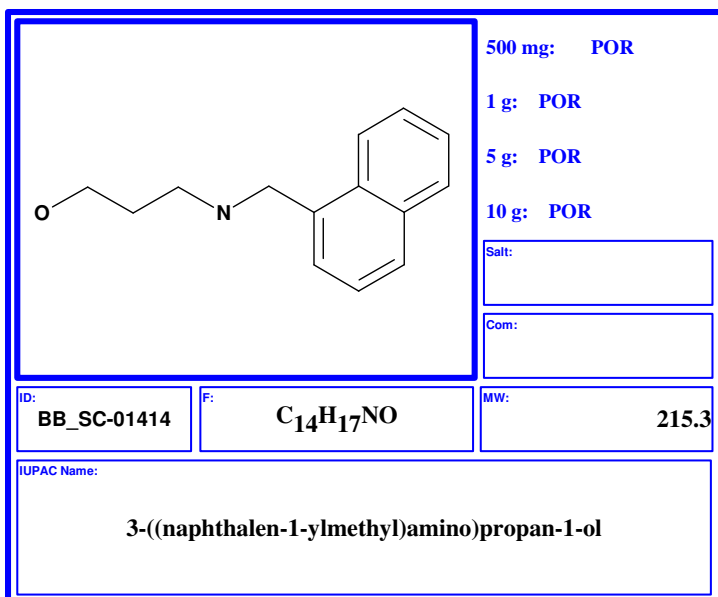 500 mg: POR
1 g: POR
5 g: POR
10 g: POR
O
N
Salt:
Com:
ID:
BB_SC-01414
F:
C14H17NO
MW:
215.3
IUPAC Name:
3-((naphthalen-1-ylmethyl)amino)propan-1-ol